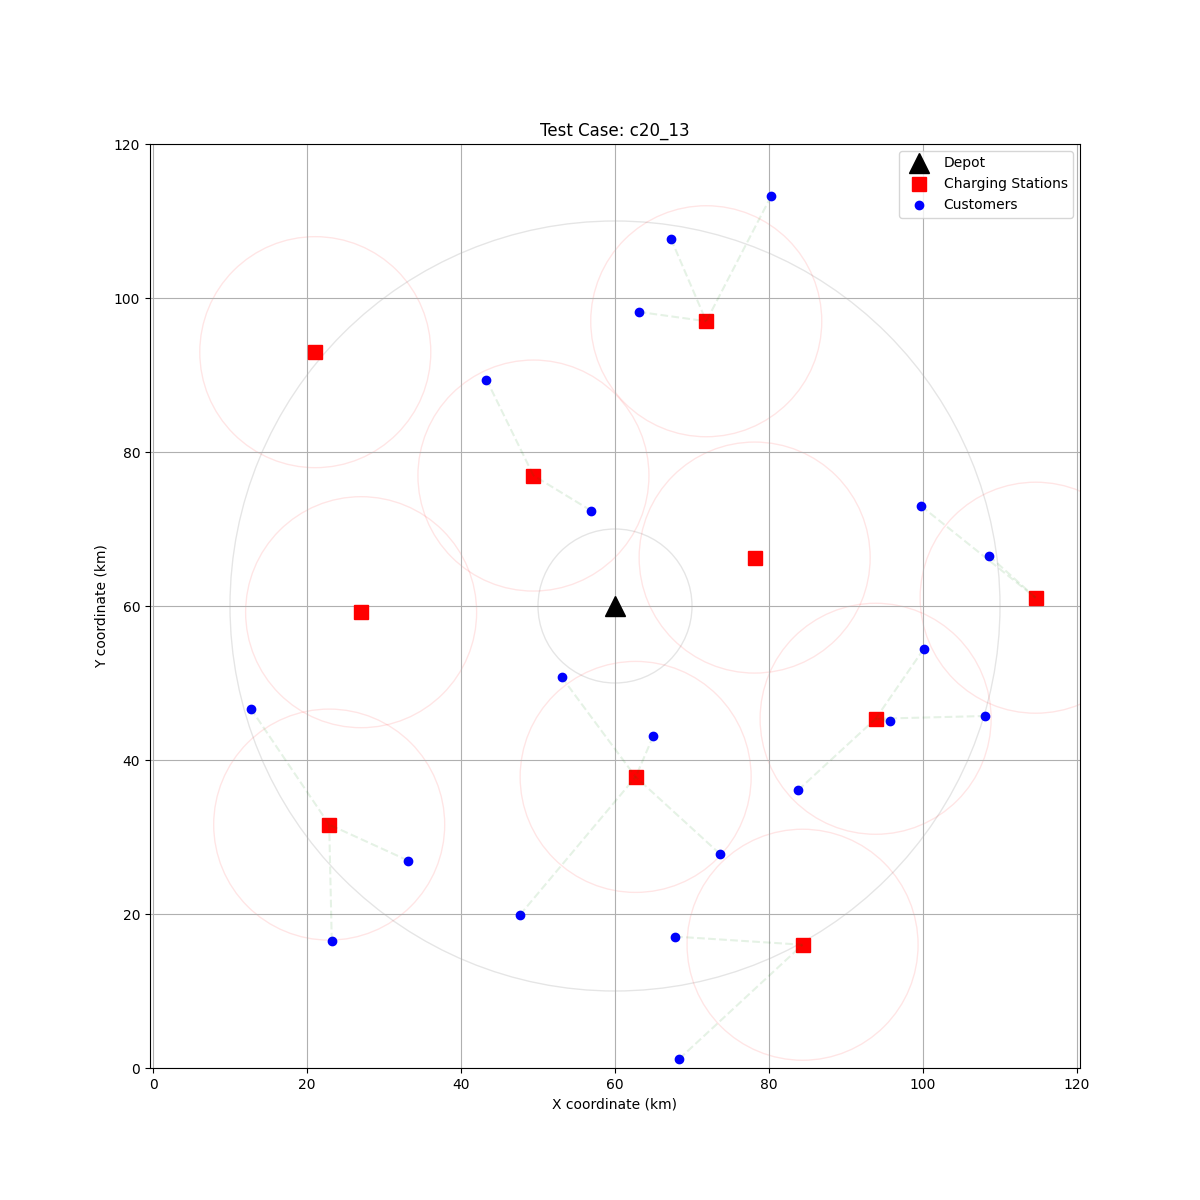 Test Case: c20_13
Depot
Charging Stations
Customers
120
100
80
60
40
20
0
Y coordinate (km)
0 20 40 60 80 100 120
X coordinate (km)